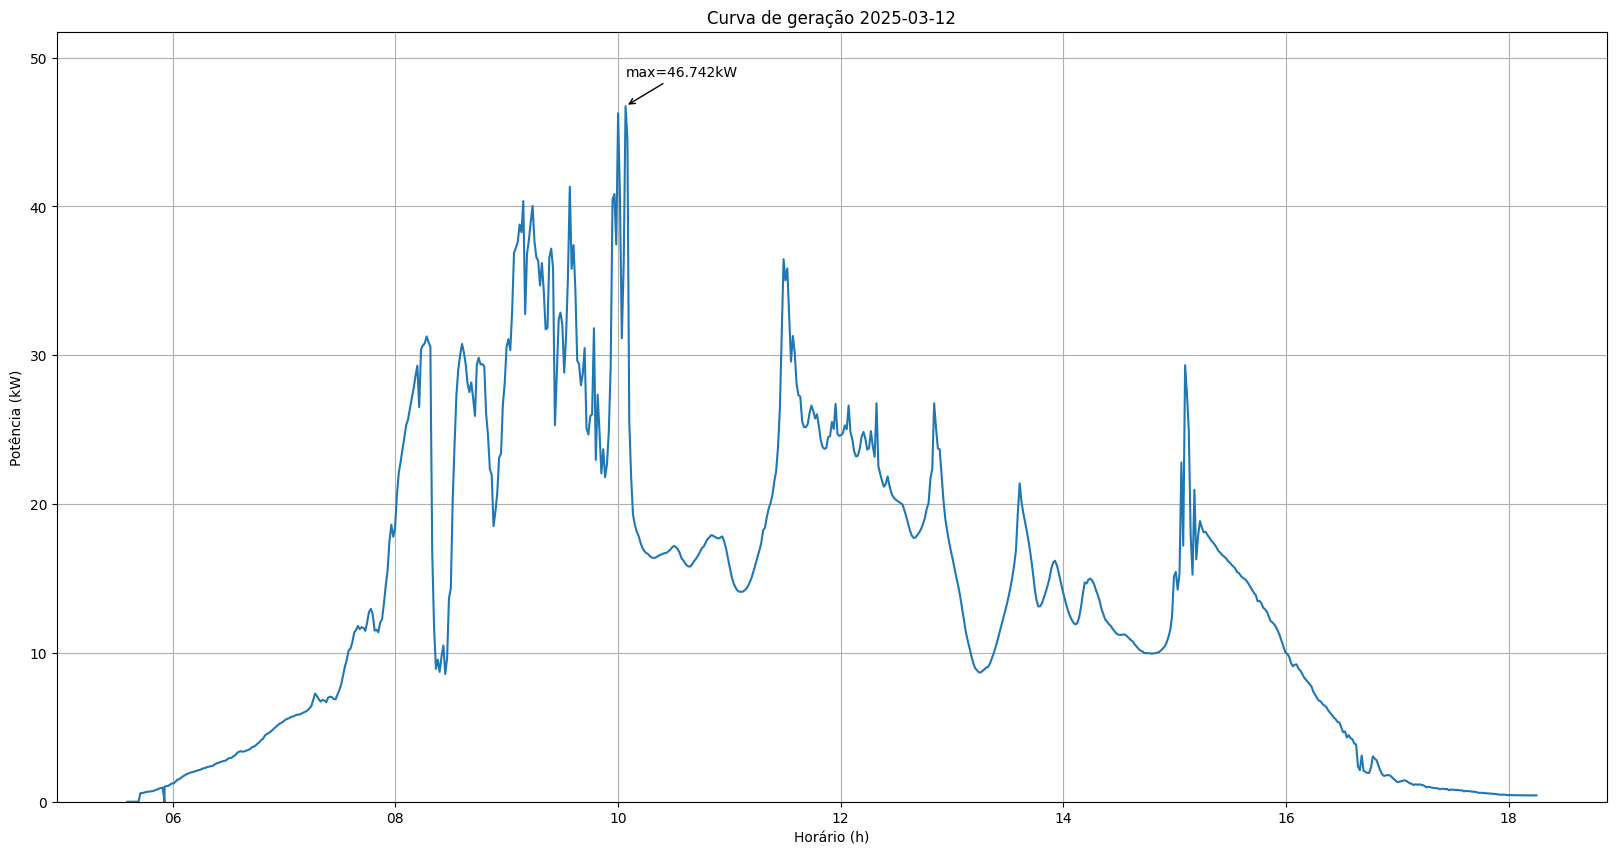 Curva de geração 2025-03-12
50
max=46.742kW
40
30
Potência (kW)
20
10
0
06 08 10 12 14 16 18
Horário (h)